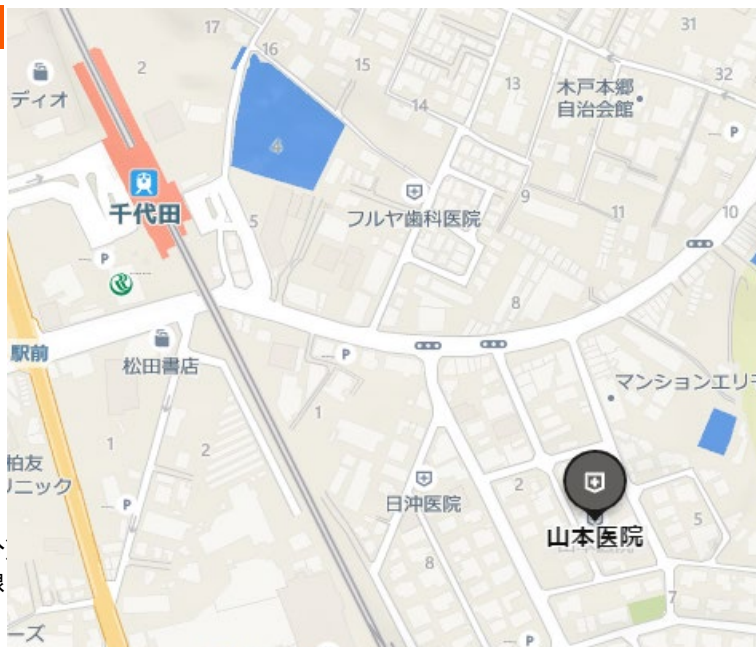 17
31
16
2
15
32
ディオ
13
木戸本郷
自治会館
14
P
4
千代田
フルヤ歯科医院
9
11
10
5
P
8
駅前
松田書店
P
マンションエリ
1
1
2
柏友
リニック
2
日沖医院
P
5
山本医院
8
7
ーズ
P